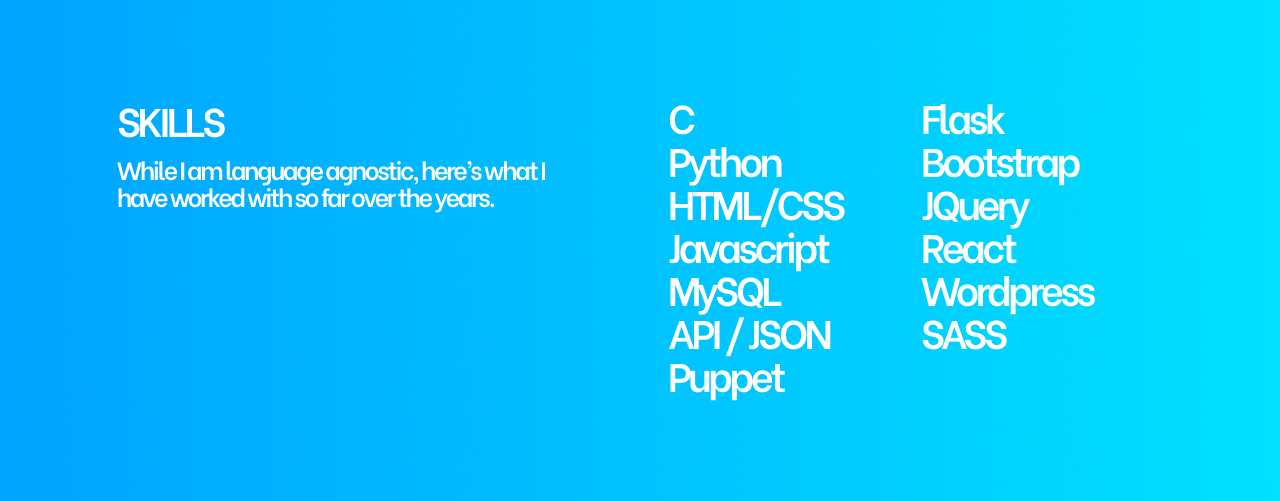 SKILLS
While I am language agnostic, here’s what I
have worked with so far over the years.
C
Python
HTML/CSS
Javascript
MySQL
API / JSON
Puppet
Flask
Bootstrap
JQuery
React
Wordpress
SASS